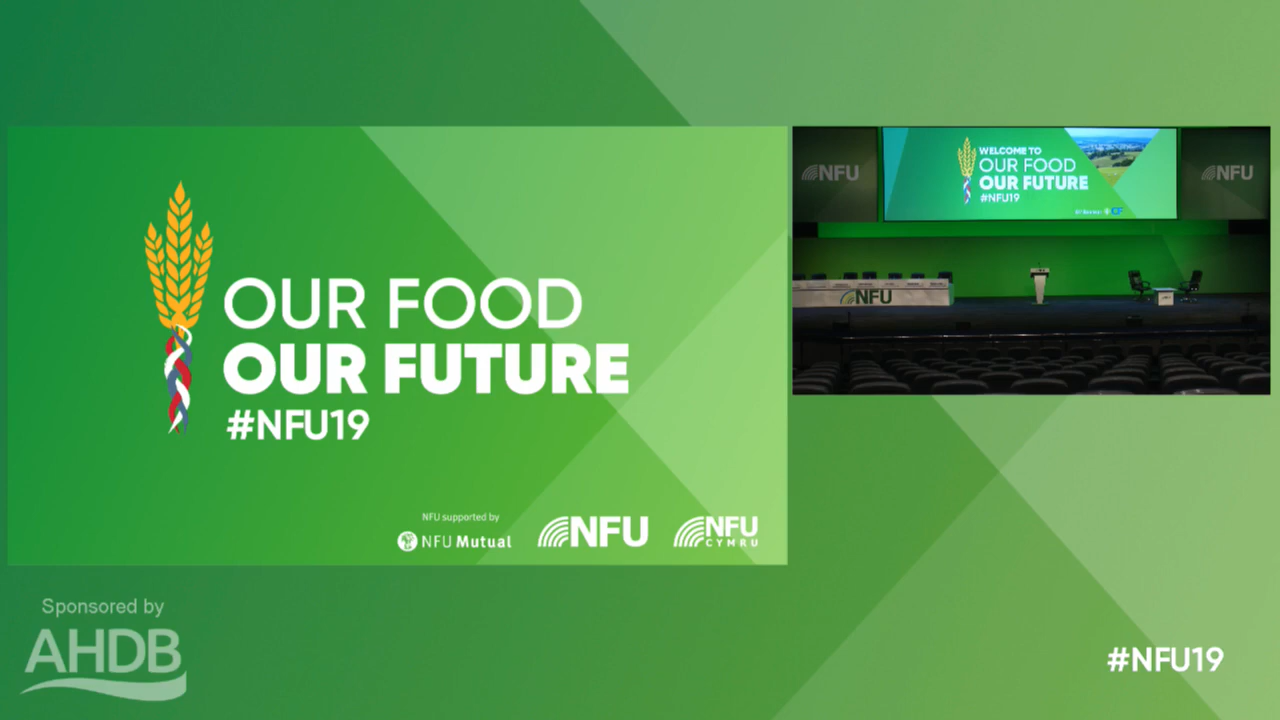 OUR FOOD
OUR FUTURE
#NFU19
NFU supported by
NFU Mutual
NFU
NFU
CYMRU
NFU
WELCOME TO
OUR FOOD
OUR FUTURE
#NFU19
NFU
NFU
Sponsored by
AHDB
#NFU19